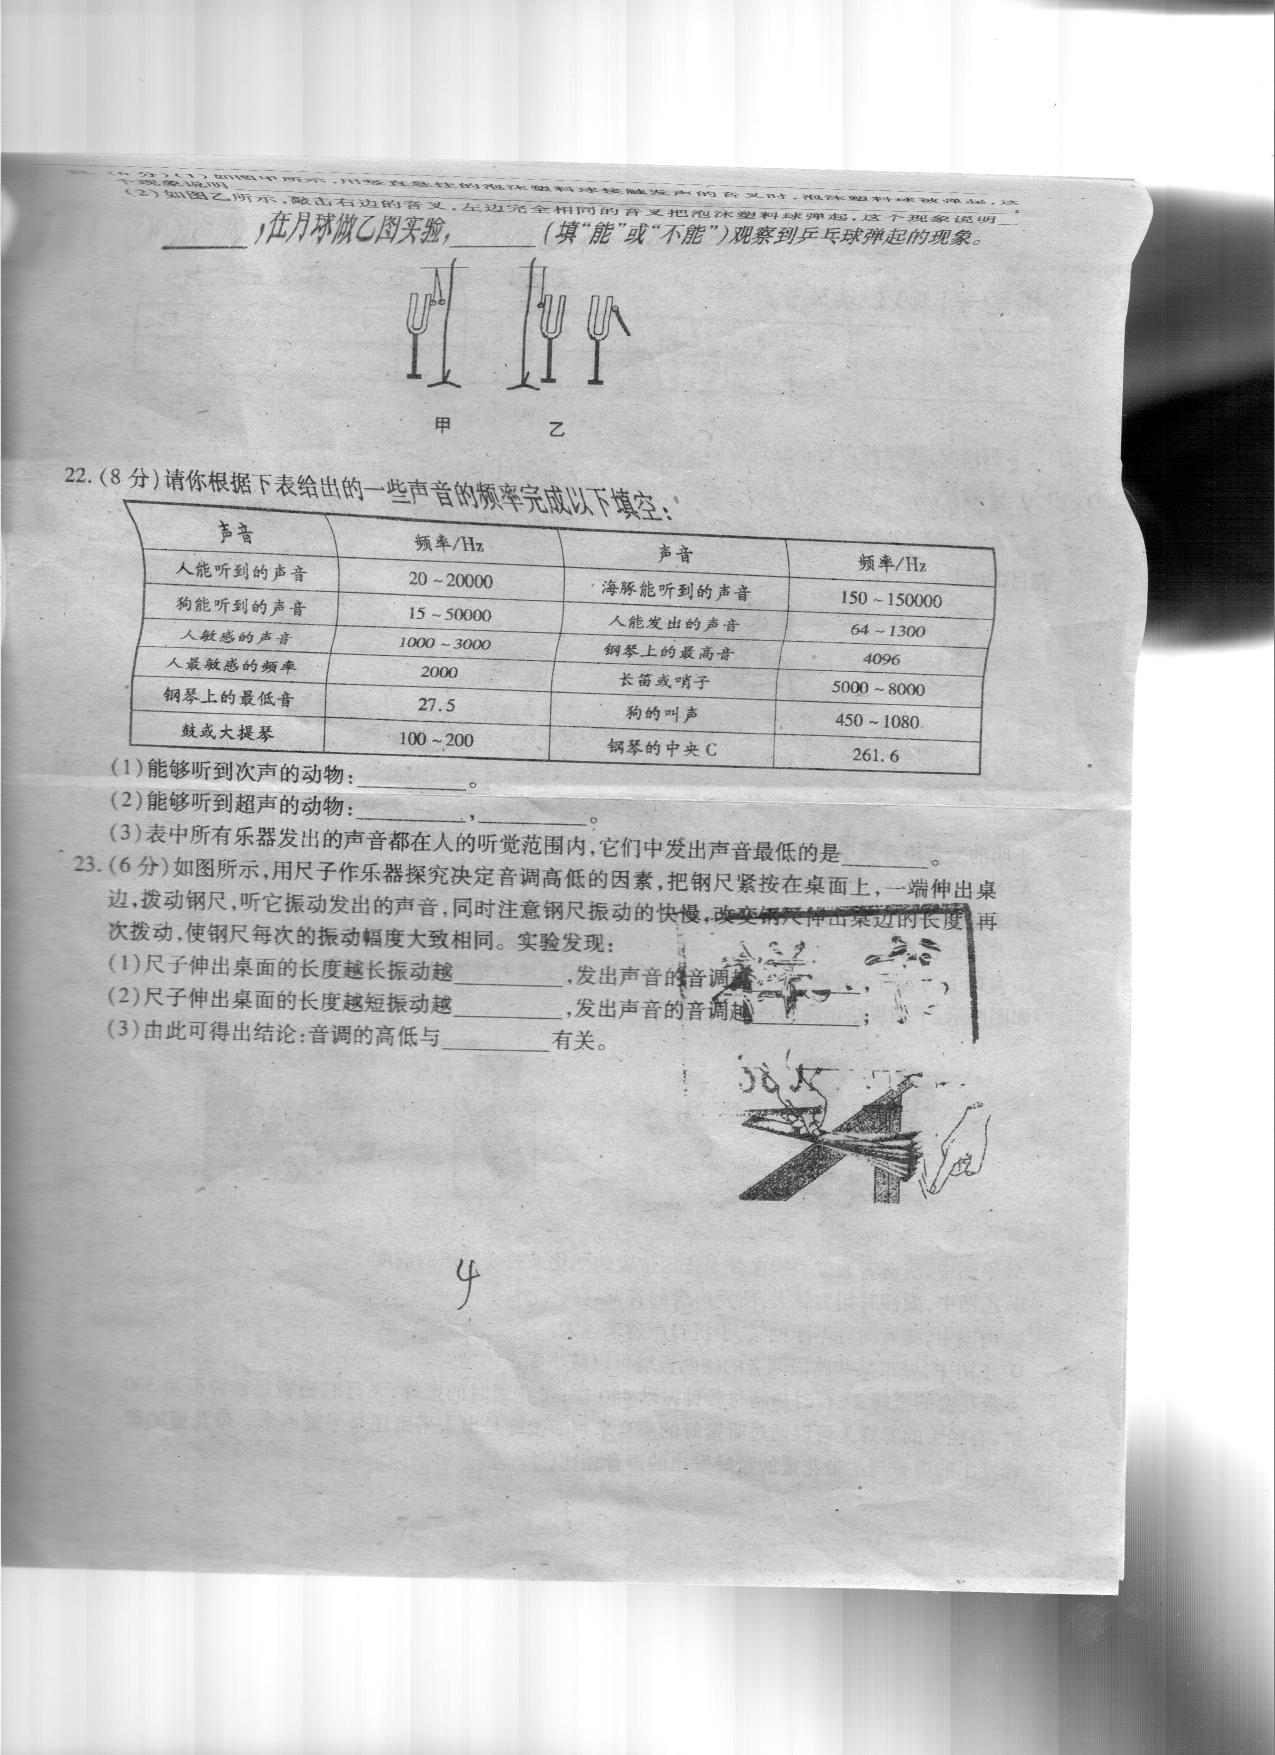 (6分)(1)如图甲所示,用竖直悬挂的泡沫塑料球接触发声的音叉时,泡沫塑料球被弹起,这
个现象说明
(2)如图乙所示,敲击右边的音叉,左边完全相同的音叉把泡沫塑料球弹起,这个现象说明
________,在月球做乙图实验,________(填“能”或“不能”)观察到乒乓球弹起的现象。
甲 乙
22.(8分)请你根据下表给出的一些声音的频率完成以下填空:
声音 频率/Hz 声音 频率/Hz
人能听到的声音 20~20000 海豚能听到的声音 150~150000
狗能听到的声音 15~50000 人能发出的声音 64~1300
人敏感的声音 1000~3000 钢琴上的最高音 4096
人最敏感的频率 2000 长笛或哨子 5000~8000
钢琴上的最低音 27.5 狗的叫声 450~1080
鼓或大提琴 100~200 钢琴的中央C 261.6
(1)能够听到次声的动物:________。
(2)能够听到超声的动物:________,________。
(3)表中所有乐器发出的声音都在人的听觉范围内,它们中发出声音最低的是________。
23.(6分)如图所示,用尺子作乐器探究决定音调高低的因素,把钢尺紧按在桌面上,一端伸出桌
边,拨动钢尺,听它振动发出的声音,同时注意钢尺振动的快慢,改变钢尺伸出桌边的长度,再
次拨动,使钢尺每次的振动幅度大致相同。实验发现:
(1)尺子伸出桌面的长度越长振动越________,发出声音的音调越________,
(2)尺子伸出桌面的长度越短振动越________,发出声音的音调越________;
(3)由此可得出结论:音调的高低与________有关。
4